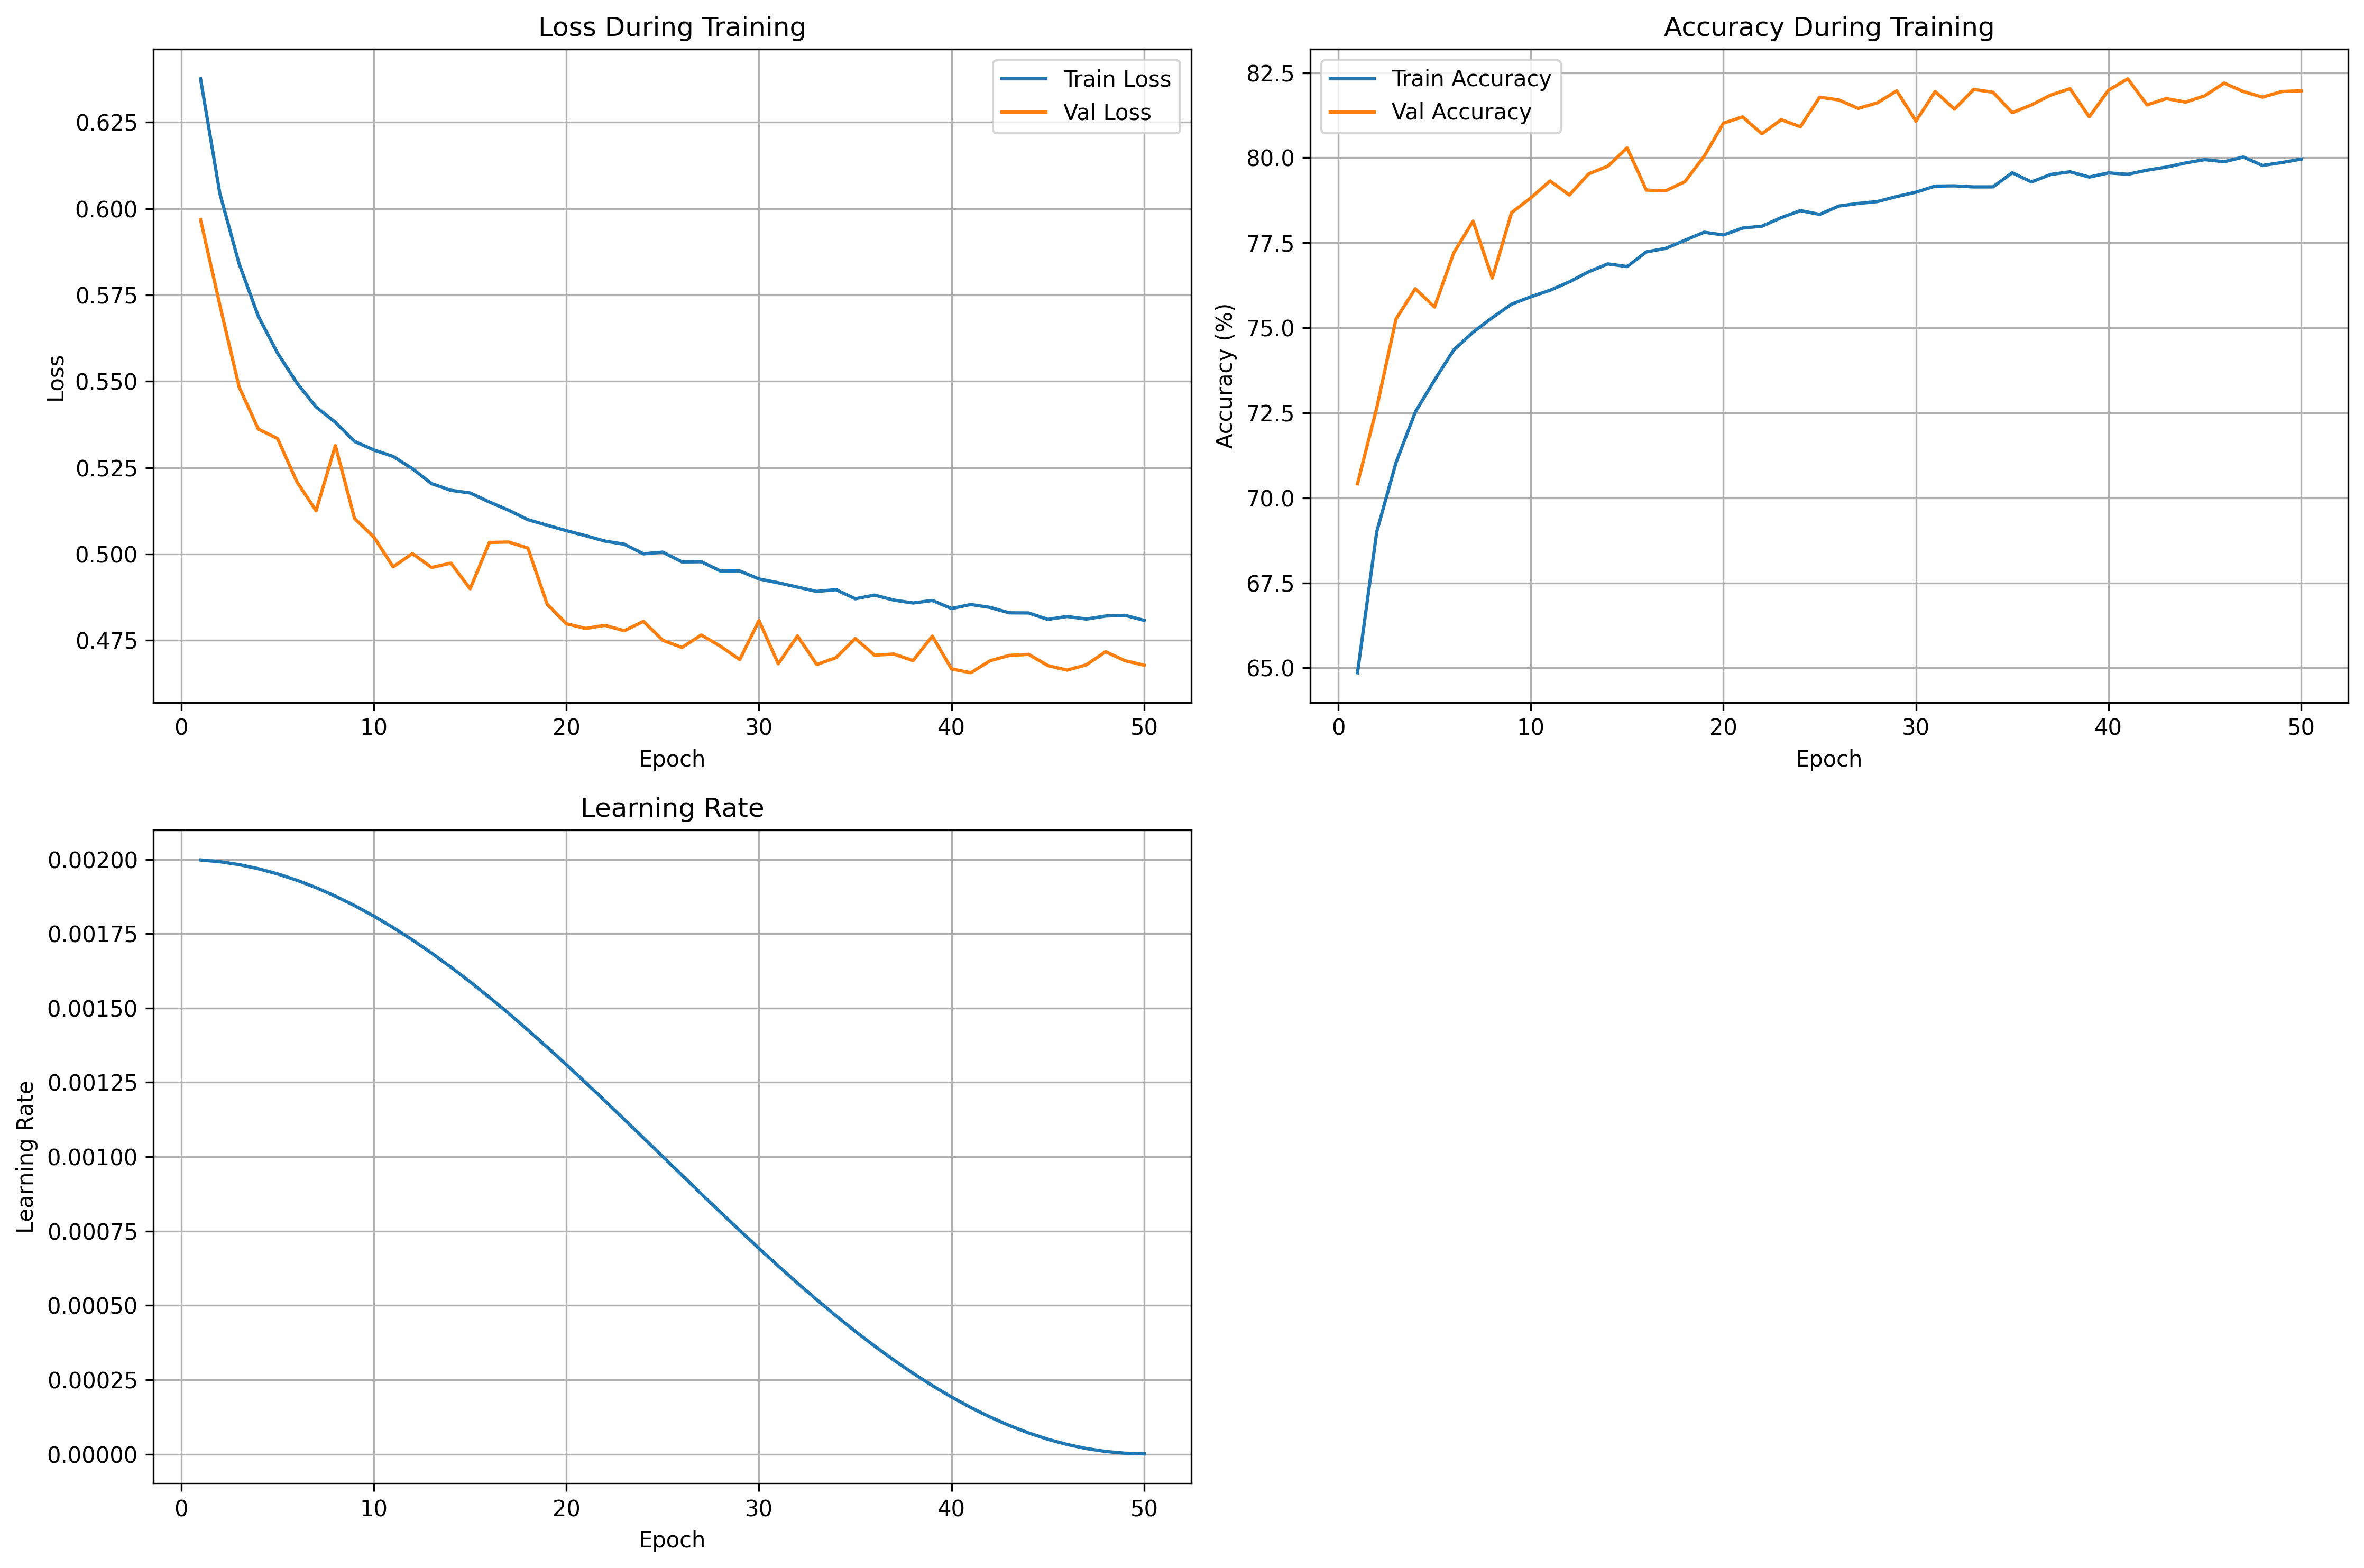 Loss During Training
Train Loss
Val Loss
0.625
0.600
0.575
0.550
0.525
0.500
0.475
Loss
0 10 20 30 40 50
Epoch
Accuracy During Training
Train Accuracy
Val Accuracy
82.5
80.0
77.5
75.0
72.5
70.0
67.5
65.0
Accuracy (%)
0 10 20 30 40 50
Epoch
Learning Rate
0.00200
0.00175
0.00150
0.00125
0.00100
0.00075
0.00050
0.00025
0.00000
Learning Rate
0 10 20 30 40 50
Epoch